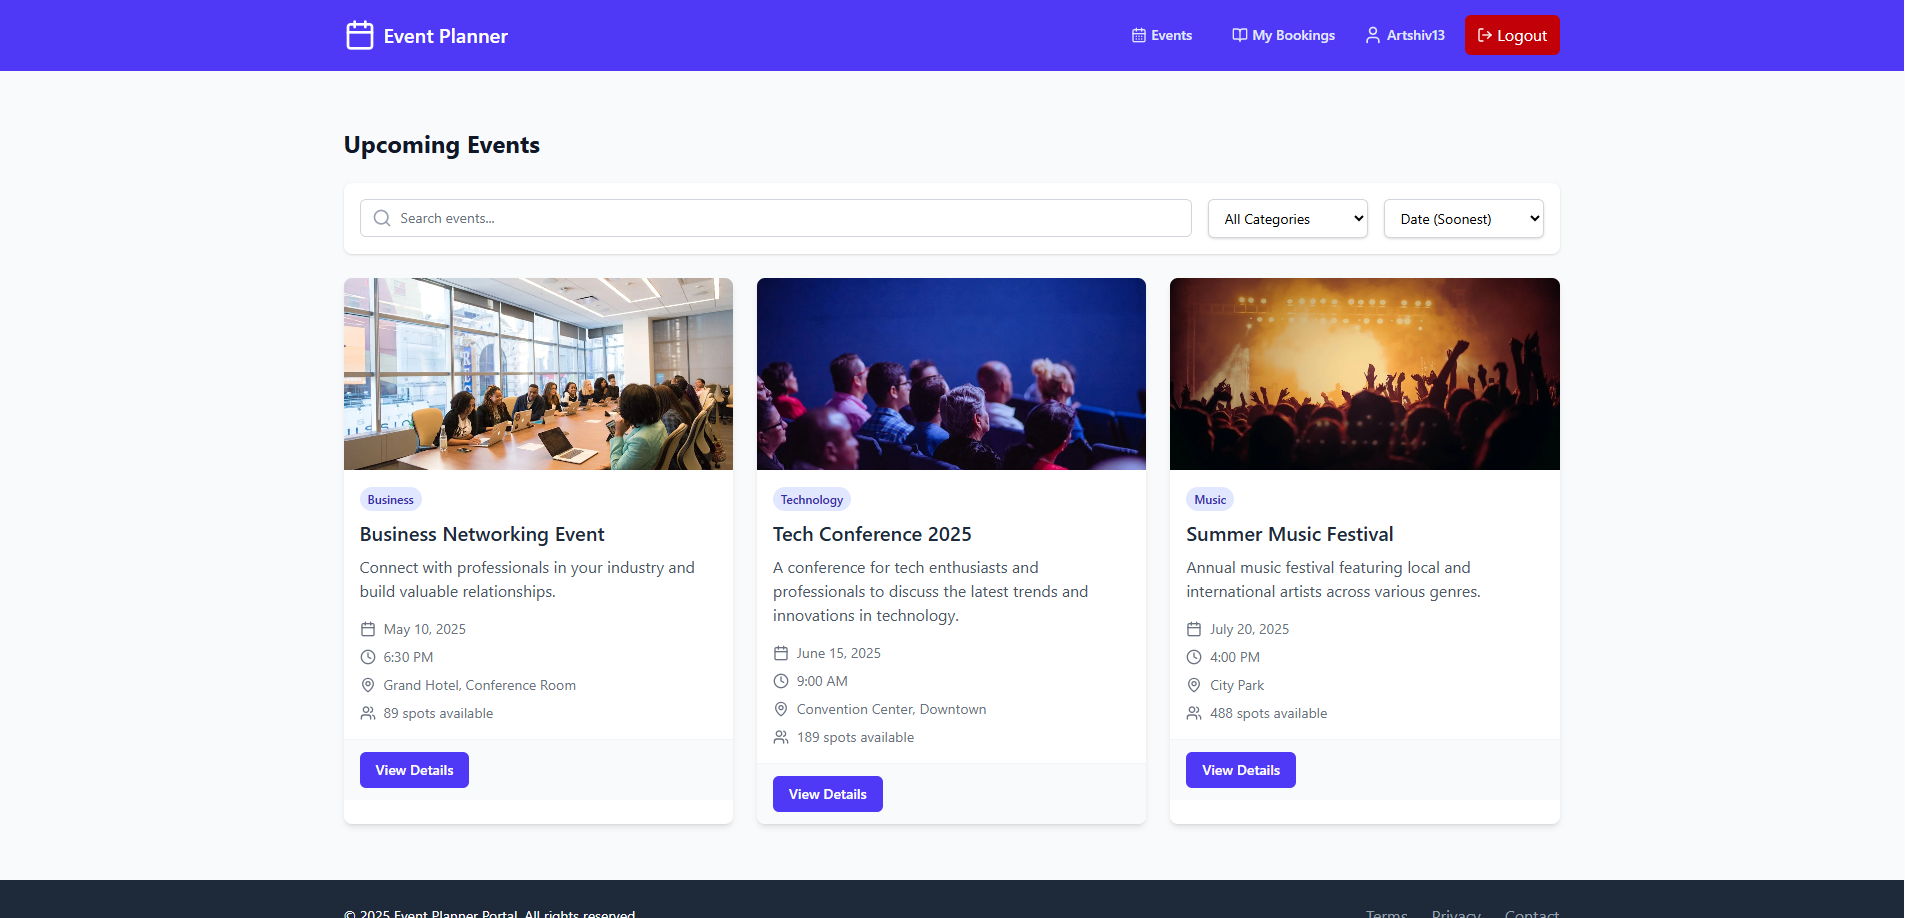 Event Planner
Events
My Bookings
Artshiv13
Logout
Upcoming Events
Search events...
All Categories
Date (Soonest)
Business
Business Networking Event
Connect with professionals in your industry and
build valuable relationships.
May 10, 2025
6:30 PM
Grand Hotel, Conference Room
89 spots available
View Details
Technology
Tech Conference 2025
A conference for tech enthusiasts and
professionals to discuss the latest trends and
innovations in technology.
June 15, 2025
9:00 AM
Convention Center, Downtown
189 spots available
View Details
Music
Summer Music Festival
Annual music festival featuring local and
international artists across various genres.
July 20, 2025
4:00 PM
City Park
488 spots available
View Details
© 2025 Event Planner Portal. All rights reserved.
Terms
Privacy
Contact